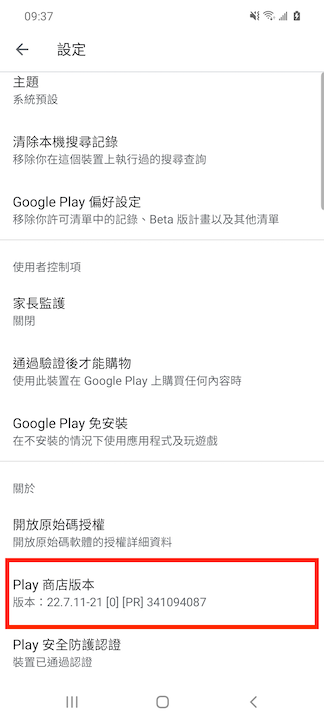 09:37
設定
主題
系統預設
清除本機搜尋記錄
移除你在這個裝置上執行過的搜尋查詢
Google Play 偏好設定
移除你許可清單中的記錄、Beta 版計畫以及其他清單
使用者控制項
家長監護
關閉
通過驗證後才能購物
使用此裝置在 Google Play 上購買任何內容時
Google Play 免安裝
在不安裝的情況下使用應用程式及玩遊戲
關於
開放原始碼授權
開放原始碼軟體的授權詳細資料
Play 商店版本
版本：22.7.11-21 [0] [PR] 341094087
Play 安全防護認證
裝置已通過認證